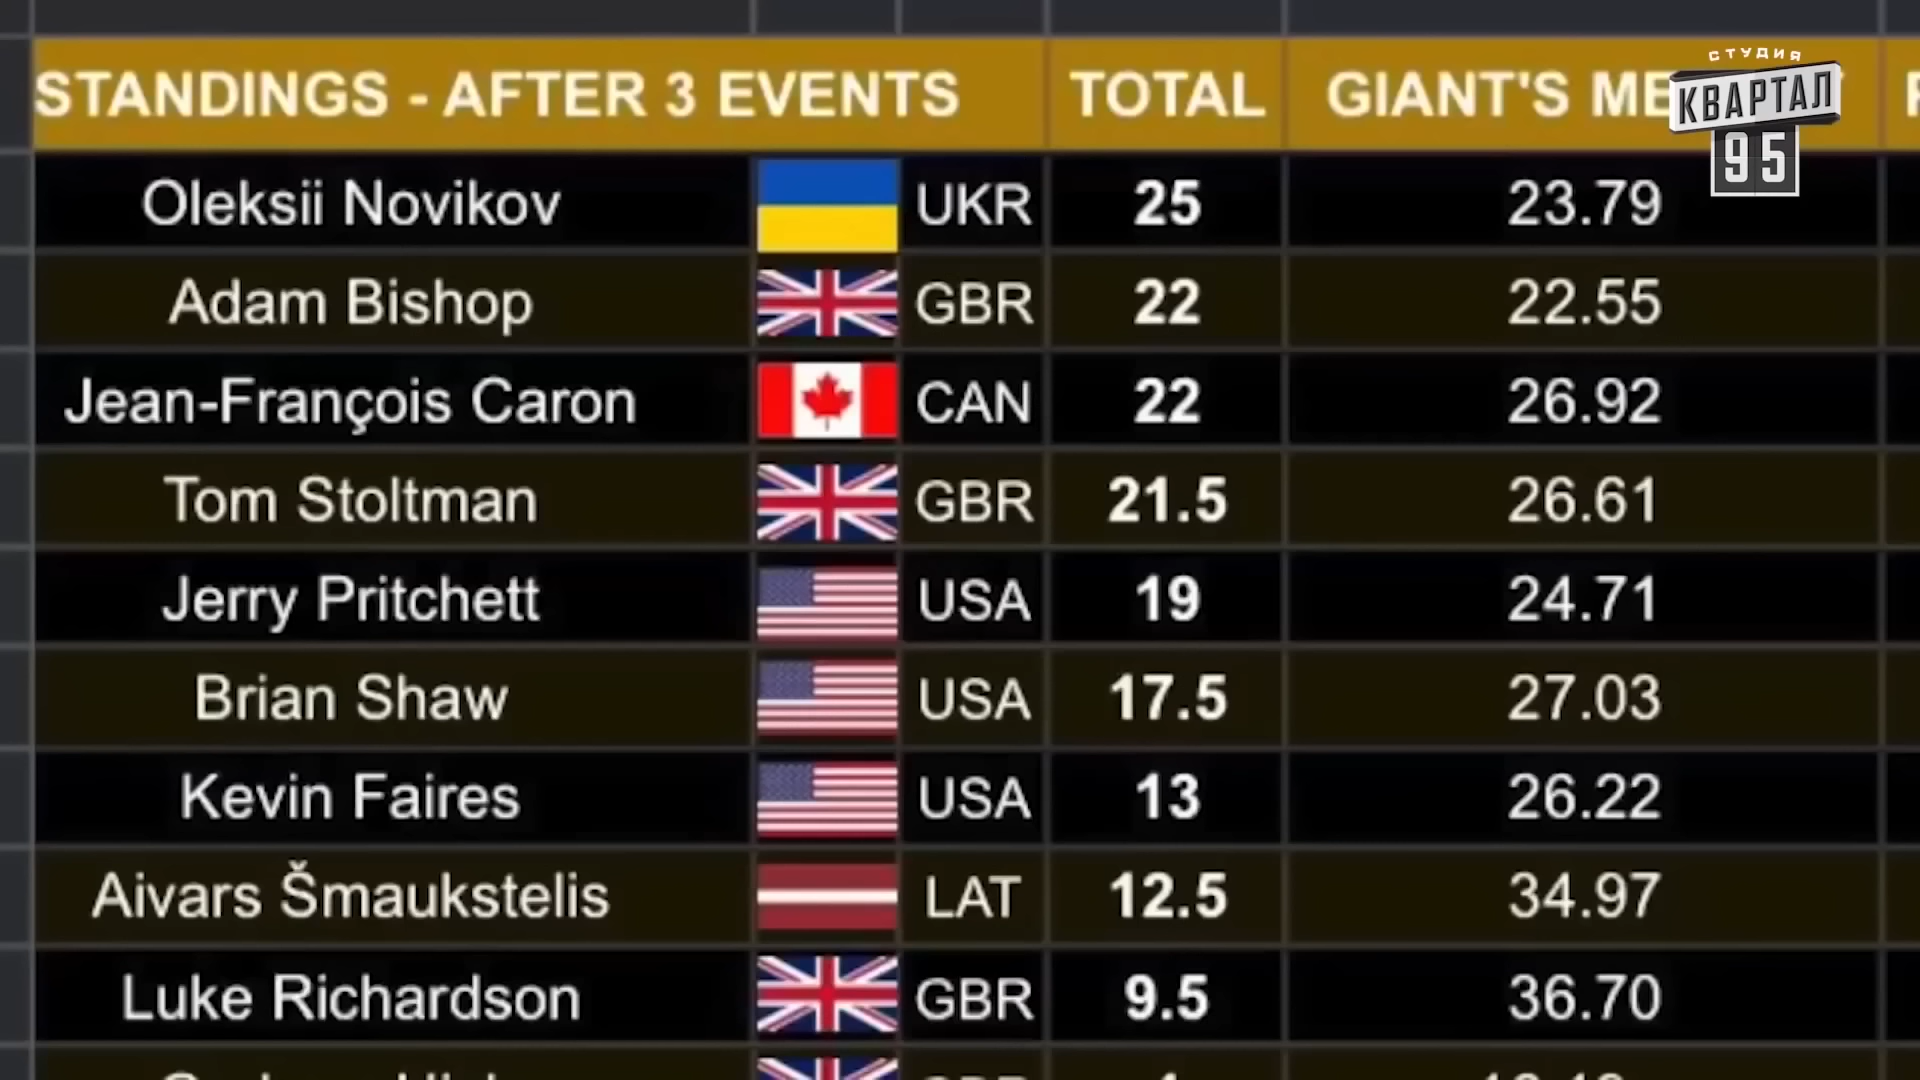 STANDINGS - AFTER 3 EVENTS TOTAL GIANT'S
СТУДИЯ
КВАРТАЛ
95
Oleksii Novikov UKR 25 23.79
Adam Bishop GBR 22 22.55
Jean-François Caron CAN 22 26.92
Tom Stoltman GBR 21.5 26.61
Jerry Pritchett USA 19 24.71
Brian Shaw USA 17.5 27.03
Kevin Faires USA 13 26.22
Aivars Šmaukstelis LAT 12.5 34.97
Luke Richardson GBR 9.5 36.70